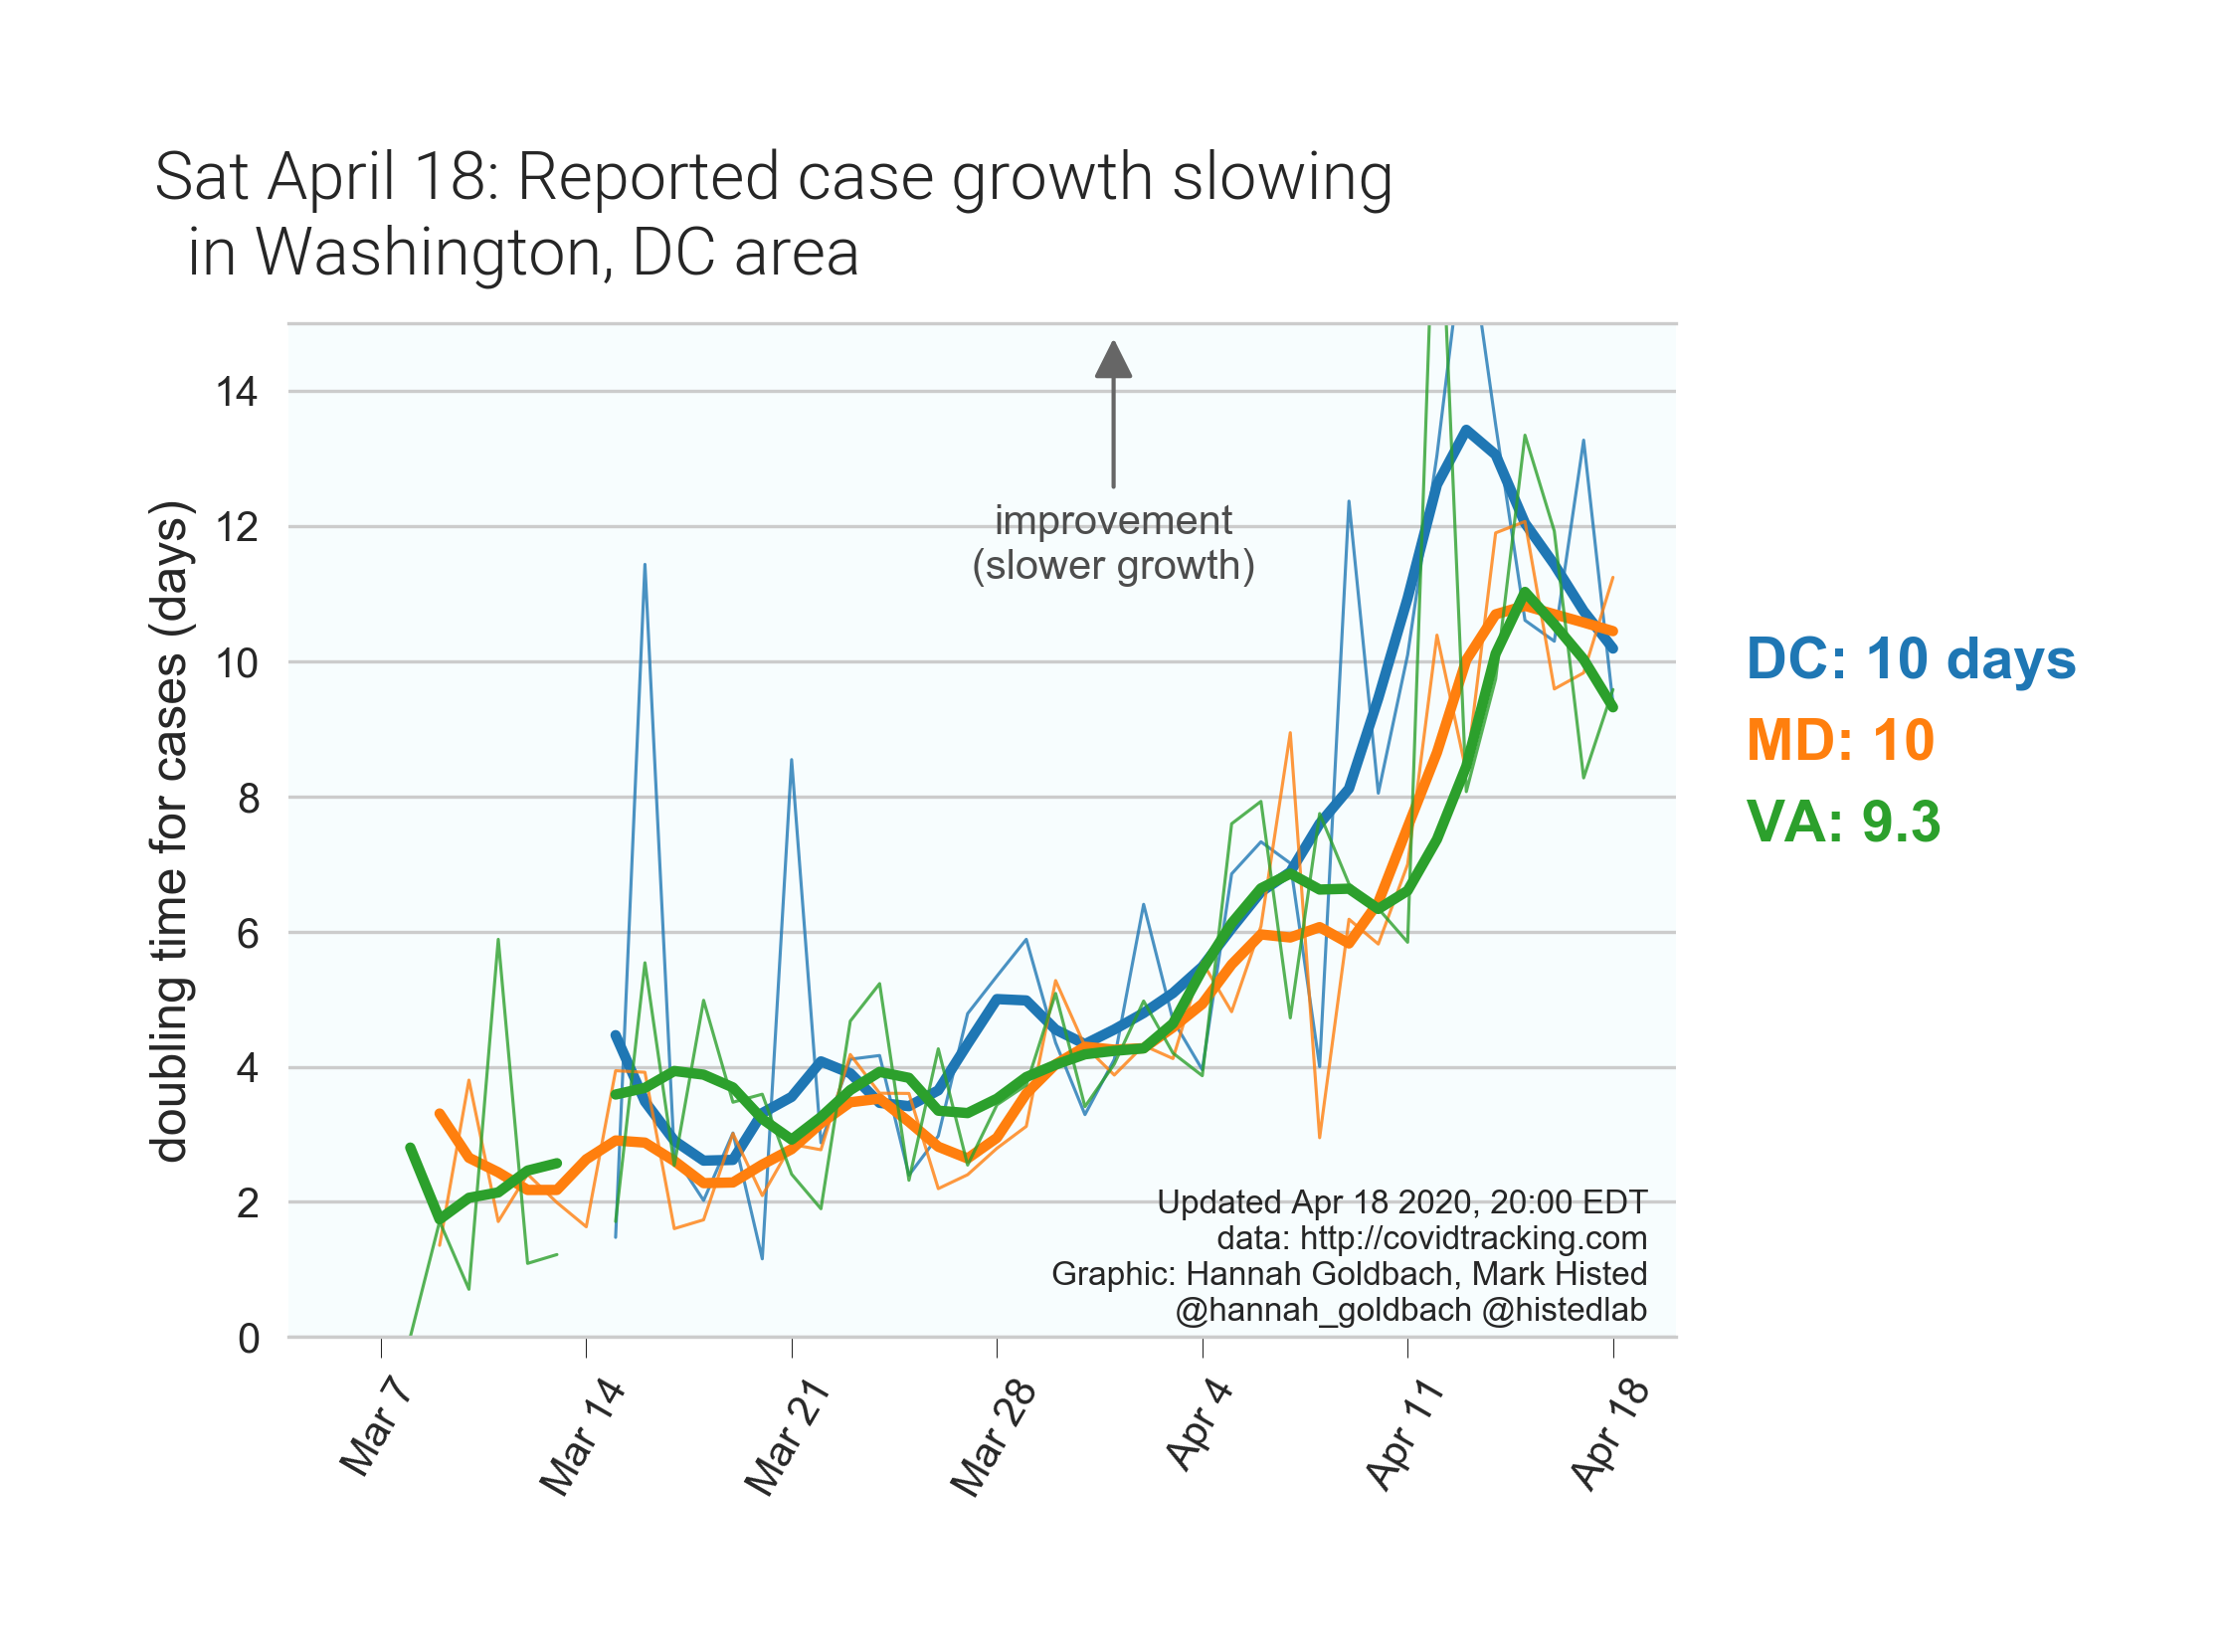 Sat April 18: Reported case growth slowing
in Washington, DC area
doubling time for cases (days)
14
12
10
8
6
4
2
0
improvement
(slower growth)
DC: 10 days
MD: 10
VA: 9.3
Updated Apr 18 2020, 20:00 EDT
data: http://covidtracking.com
Graphic: Hannah Goldbach, Mark Histed
@hannah_goldbach @histedlab
Mar 7
Mar 14
Mar 21
Mar 28
Apr 4
Apr 11
Apr 18